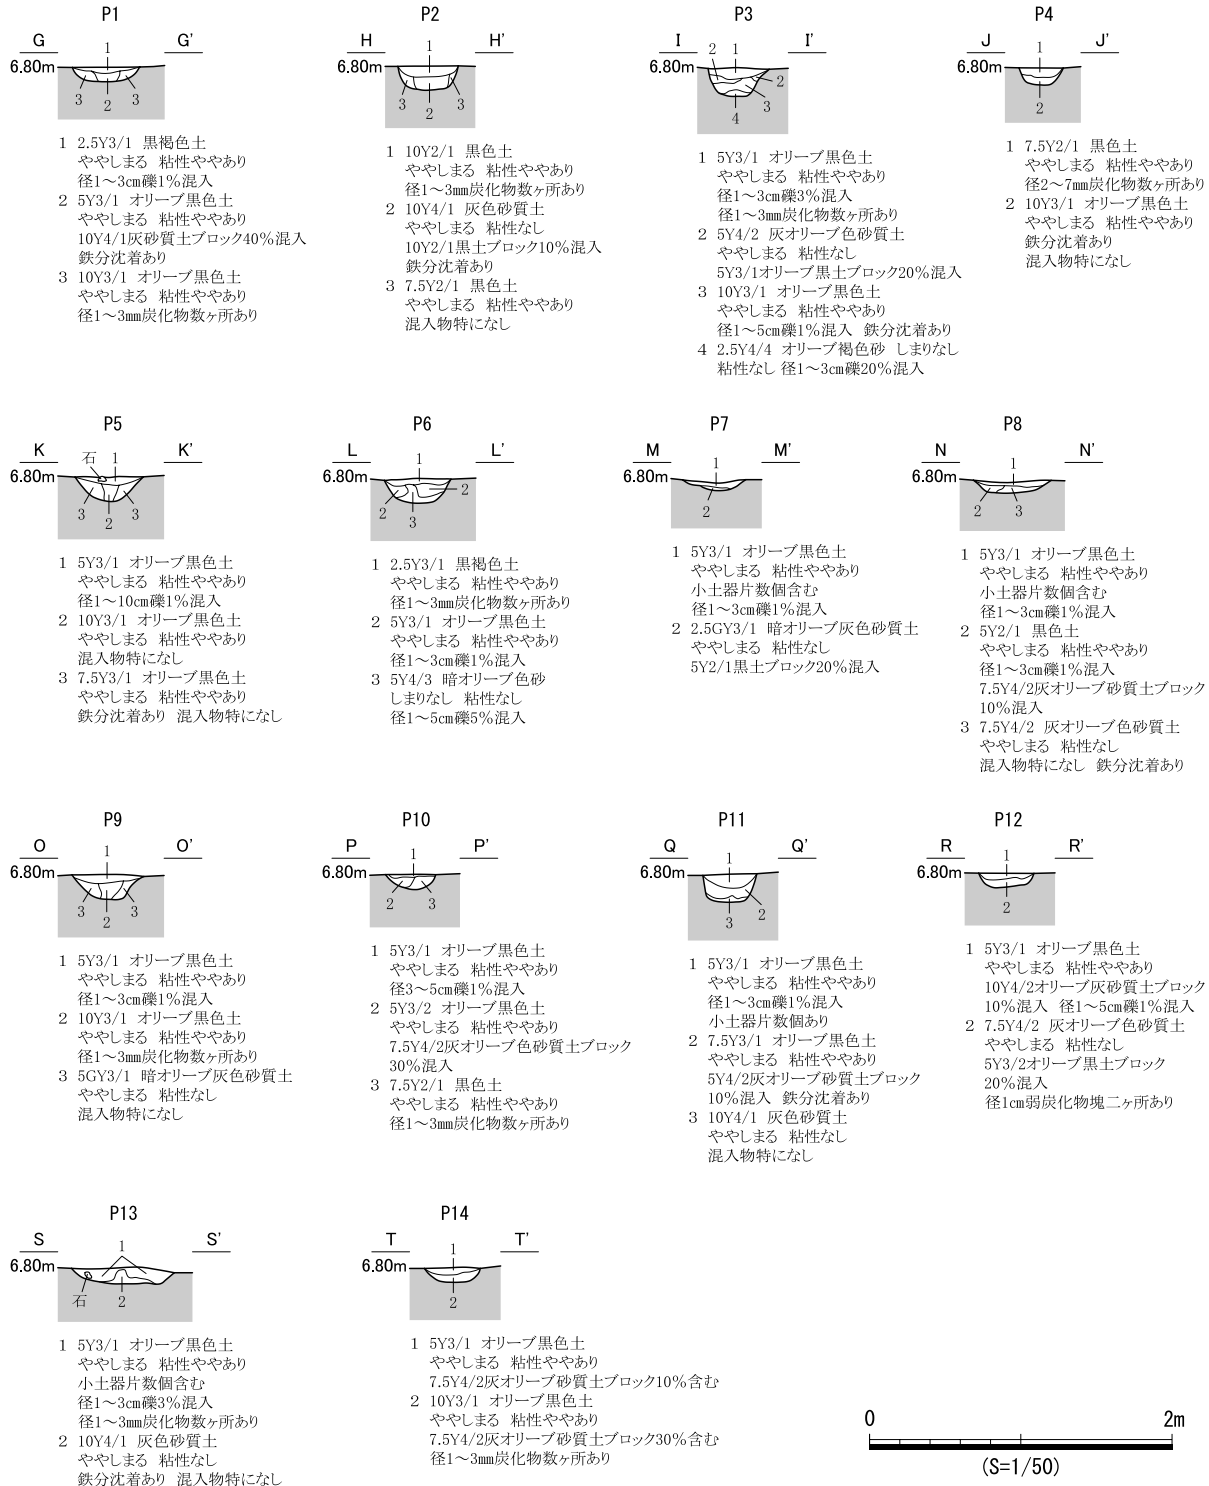 P1
G G'
1
6.80m
3 2 3
1 2.5Y3/1 黒褐色土
ややしまる 粘性ややあり
径1～3cm礫1%混入
2 5Y3/1 オリーブ黒色土
ややしまる 粘性ややあり
10Y4/1灰砂質土ブロック40%混入
鉄分沈着あり
3 10Y3/1 オリーブ黒色土
ややしまる 粘性ややあり
径1～3mm炭化物数ヶ所あり
P2
H H'
1
6.80m
3 2 3
1 10Y2/1 黒色土
ややしまる 粘性ややあり
径1～3mm炭化物数ヶ所あり
2 10Y4/1 灰色砂質土
ややしまる 粘性なし
10Y2/1黒土ブロック10%混入
鉄分沈着あり
3 7.5Y2/1 黒色土
ややしまる 粘性ややあり
混入物特になし
P3
I I'
2 1
6.80m
2
3
4
1 5Y3/1 オリーブ黒色土
ややしまる 粘性ややあり
径1～3cm礫3%混入
径1～3mm炭化物数ヶ所あり
2 5Y4/2 灰オリーブ色砂質土
ややしまる 粘性なし
5Y3/1オリーブ黒土ブロック20%混入
3 10Y3/1 オリーブ黒色土
ややしまる 粘性ややあり
径1～5cm礫1%混入 鉄分沈着あり
4 2.5Y4/4 オリーブ褐色砂 しまりなし
粘性なし 径1～3cm礫20%混入
P4
J J'
1
6.80m
2
1 7.5Y2/1 黒色土
ややしまる 粘性ややあり
径2～7mm炭化物数ヶ所あり
2 10Y3/1 オリーブ黒色土
ややしまる 粘性ややあり
鉄分沈着あり
混入物特になし
P5
K K'
石 1
6.80m
3 2 3
1 5Y3/1 オリーブ黒色土
ややしまる 粘性ややあり
径1～10cm礫1%混入
2 10Y3/1 オリーブ黒色土
ややしまる 粘性ややあり
混入物特になし
3 7.5Y3/1 オリーブ黒色土
ややしまる 粘性ややあり
鉄分沈着あり 混入物特になし
P6
L L'
1
6.80m
2
2 3
1 2.5Y3/1 黒褐色土
ややしまる 粘性ややあり
径1～3mm炭化物数ヶ所あり
2 5Y3/1 オリーブ黒色土
ややしまる 粘性ややあり
径1～3cm礫1%混入
3 5Y4/3 暗オリーブ色砂
しまりなし 粘性なし
径1～5cm礫5%混入
P7
M M'
1
6.80m
2
1 5Y3/1 オリーブ黒色土
ややしまる 粘性ややあり
小土器片数個含む
径1～3cm礫1%混入
2 2.5GY3/1 暗オリーブ灰色砂質土
ややしまる 粘性なし
5Y2/1黒土ブロック20%混入
P8
N N'
1
6.80m
2 3
1 5Y3/1 オリーブ黒色土
ややしまる 粘性ややあり
小土器片数個含む
径1～3cm礫1%混入
2 5Y2/1 黒色土
ややしまる 粘性ややあり
径1～3cm礫1%混入
7.5Y4/2灰オリーブ砂質土ブロック
10%混入
3 7.5Y4/2 灰オリーブ色砂質土
ややしまる 粘性なし
混入物特になし 鉄分沈着あり
P9
O O'
1
6.80m
3 2 3
1 5Y3/1 オリーブ黒色土
ややしまる 粘性ややあり
径1～3cm礫1%混入
2 10Y3/1 オリーブ黒色土
ややしまる 粘性ややあり
径1～3mm炭化物数ヶ所あり
3 5GY3/1 暗オリーブ灰色砂質土
ややしまる 粘性なし
混入物特になし
P10
P P'
1
6.80m
2 3
1 5Y3/1 オリーブ黒色土
ややしまる 粘性ややあり
径3～5cm礫1%混入
2 5Y3/2 オリーブ黒色土
ややしまる 粘性ややあり
7.5Y4/2灰オリーブ色砂質土ブロック
30%混入
3 7.5Y2/1 黒色土
ややしまる 粘性ややあり
径1～3mm炭化物数ヶ所あり
P11
Q Q'
1
6.80m
2
3
1 5Y3/1 オリーブ黒色土
ややしまる 粘性ややあり
径1～3cm礫1%混入
小土器片数個あり
2 7.5Y3/1 オリーブ黒色土
ややしまる 粘性ややあり
5Y4/2灰オリーブ砂質土ブロック
10%混入 鉄分沈着あり
3 10Y4/1 灰色砂質土
ややしまる 粘性なし
混入物特になし
P12
R R'
1
6.80m
2
1 5Y3/1 オリーブ黒色土
ややしまる 粘性ややあり
10Y4/2オリーブ灰砂質土ブロック
10%混入 径1～5cm礫1%混入
2 7.5Y4/2 灰オリーブ色砂質土
ややしまる 粘性なし
5Y3/2オリーブ黒土ブロック
20%混入
径1cm弱炭化物塊二ヶ所あり
P13
S S'
1
6.80m
石 2
1 5Y3/1 オリーブ黒色土
ややしまる 粘性ややあり
小土器片数個含む
径1～3cm礫3%混入
径1～3mm炭化物数ヶ所あり
2 10Y4/1 灰色砂質土
ややしまる 粘性なし
鉄分沈着あり 混入物特になし
P14
T T'
1
6.80m
2
1 5Y3/1 オリーブ黒色土
ややしまる 粘性ややあり
7.5Y4/2灰オリーブ砂質土ブロック10%含む
2 10Y3/1 オリーブ黒色土
ややしまる 粘性ややあり
7.5Y4/2灰オリーブ砂質土ブロック30%含む
径1～3mm炭化物数ヶ所あり
0 2m
(S=1/50)